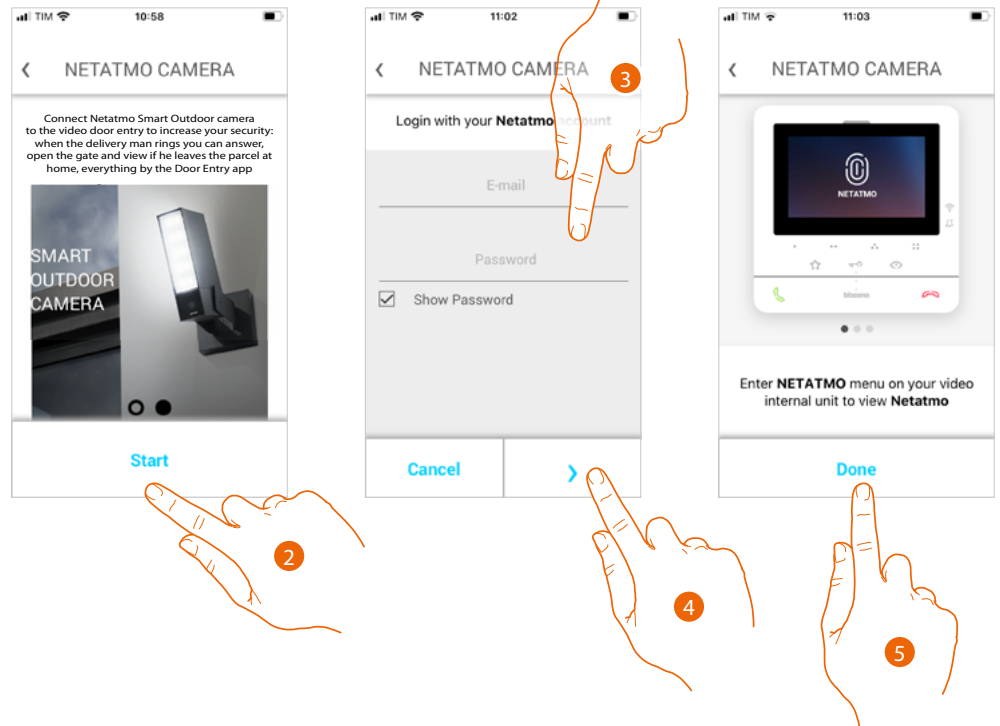 TIM
10:58
NETATMO CAMERA
Connect Netatmo Smart Outdoor camera
to the video door entry to increase your security:
when the delivery man rings you can answer,
open the gate and view if he leaves the parcel at
home, everything by the Door Entry app
SMART
OUTDOOR
CAMERA
Start
2
TIM
11:02
NETATMO CAMERA
3
Login with your Netatmo account
E-mail
Password
Show Password
Cancel
4
TIM
11:03
NETATMO CAMERA
NETATMO
bticino
Enter NETATMO menu on your video
internal unit to view Netatmo
Done
5